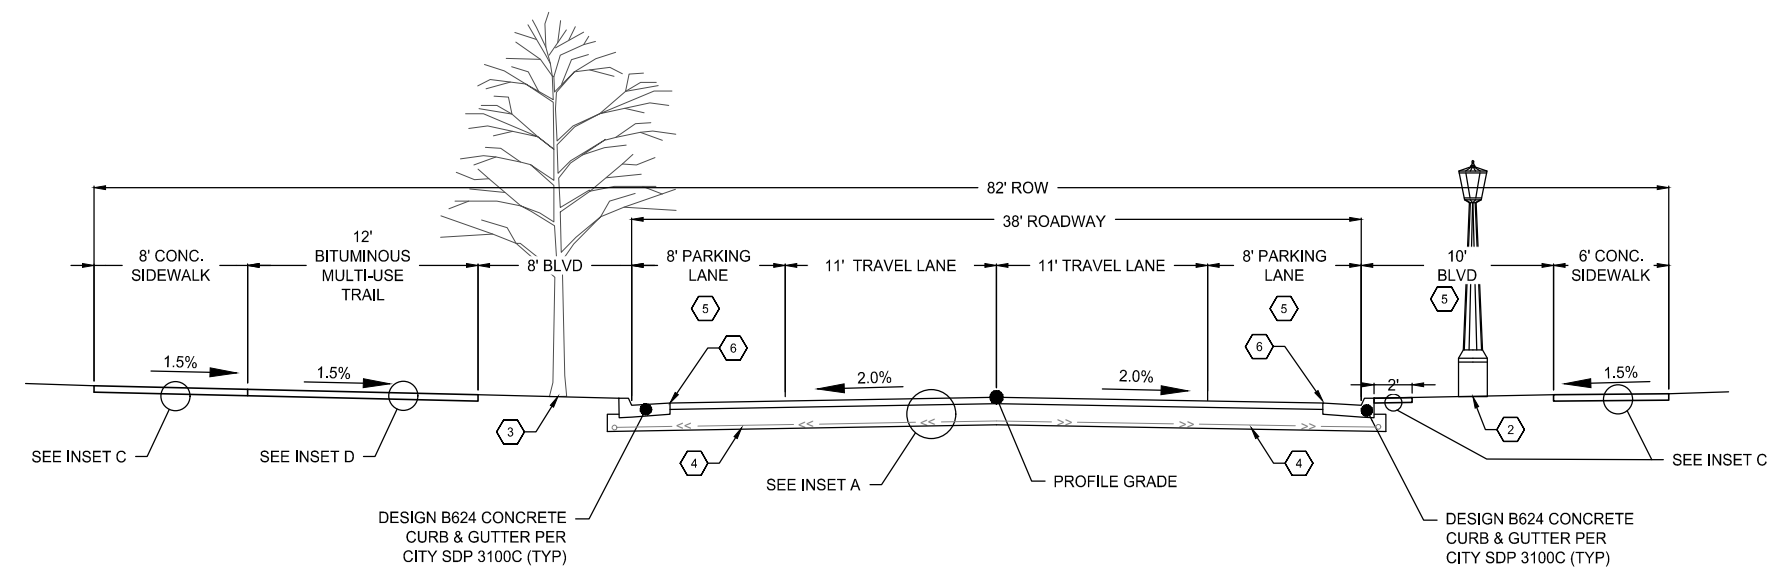 82' ROW
38' ROADWAY
8' CONC.
SIDEWALK
12'
BITUMINOUS
MULTI-USE
TRAIL
8' BLVD
8' PARKING
LANE
5
11' TRAVEL LANE
11' TRAVEL LANE
8' PARKING
LANE
5
10'
BLVD
5
6' CONC.
SIDEWALK
1.5%
1.5%
6
2.0%
2.0%
6
2'
1.5%
3
4
4
2
SEE INSET C
SEE INSET D
SEE INSET A
PROFILE GRADE
SEE INSET C
DESIGN B624 CONCRETE
CURB & GUTTER PER
CITY SDP 3100C (TYP)
DESIGN B624 CONCRETE
CURB & GUTTER PER
CITY SDP 3100C (TYP)